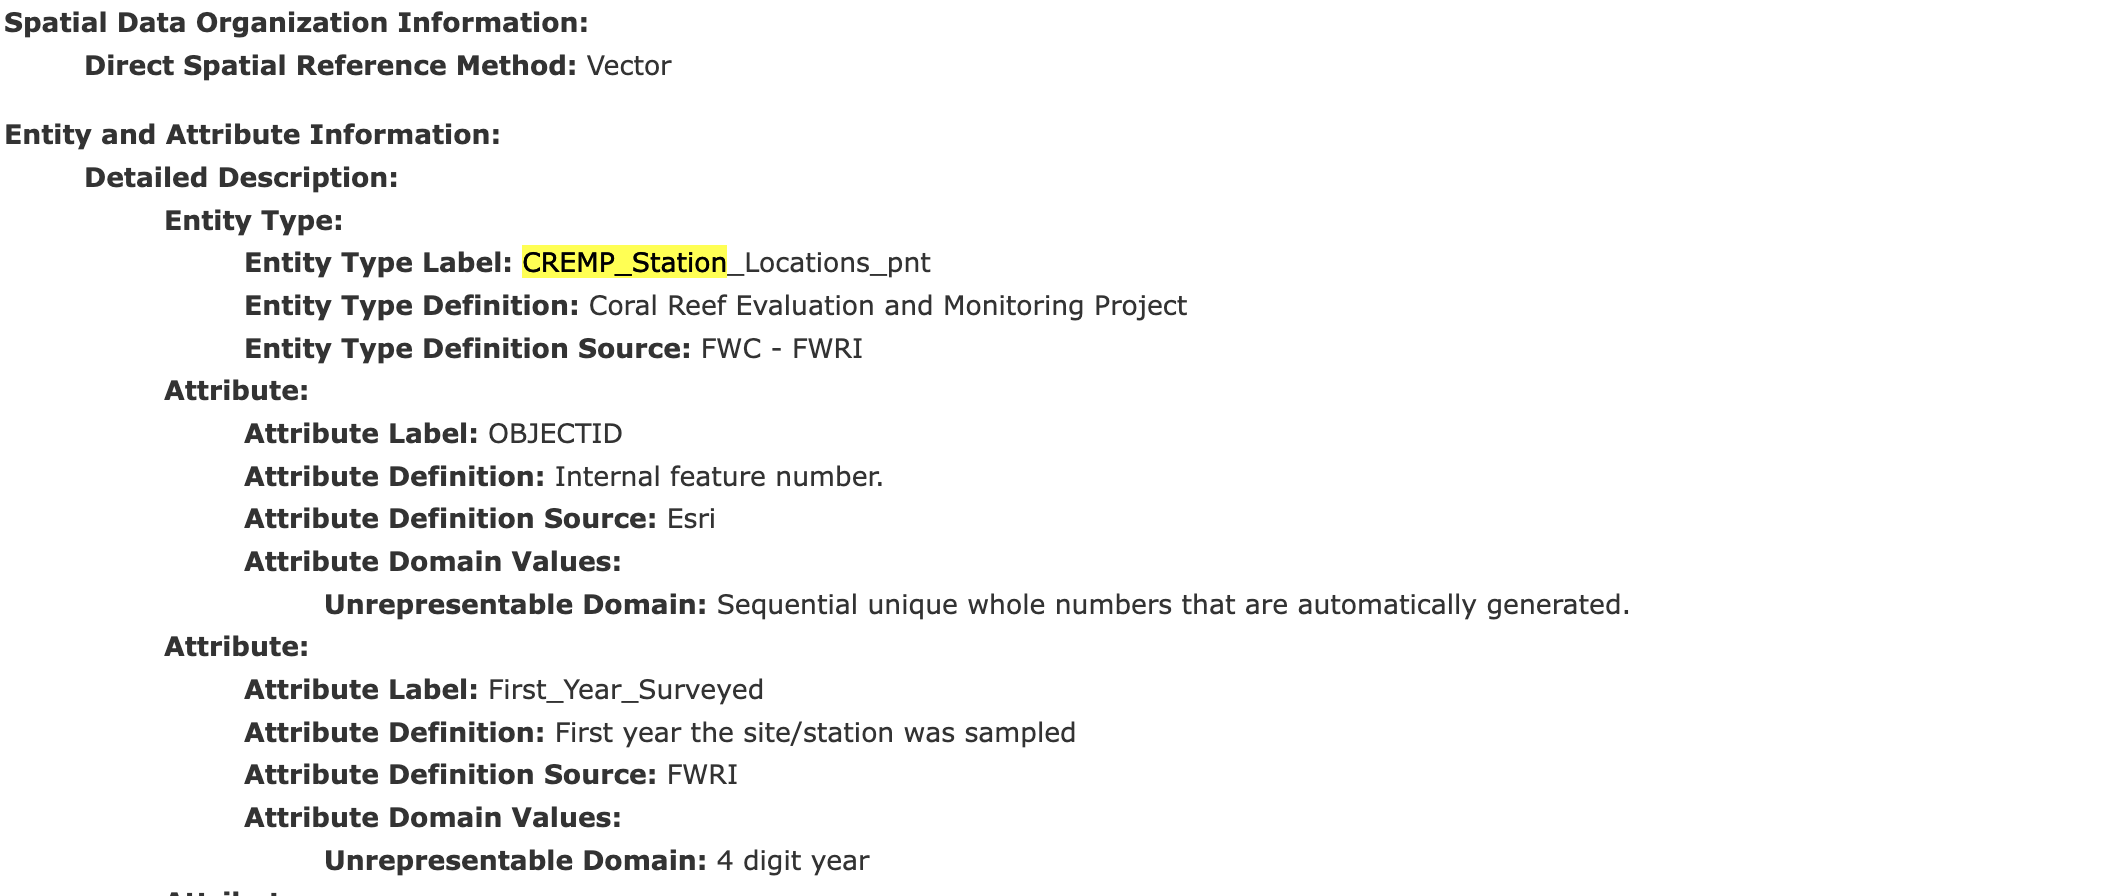 Spatial Data Organization Information:
Direct Spatial Reference Method: Vector
Entity and Attribute Information:
Detailed Description:
Entity Type:
Entity Type Label: CREMP_Station_Locations_pnt
Entity Type Definition: Coral Reef Evaluation and Monitoring Project
Entity Type Definition Source: FWC - FWRI
Attribute:
Attribute Label: OBJECTID
Attribute Definition: Internal feature number.
Attribute Definition Source: Esri
Attribute Domain Values:
Unrepresentable Domain: Sequential unique whole numbers that are automatically generated.
Attribute:
Attribute Label: First_Year_Surveyed
Attribute Definition: First year the site/station was sampled
Attribute Definition Source: FWRI
Attribute Domain Values:
Unrepresentable Domain: 4 digit year